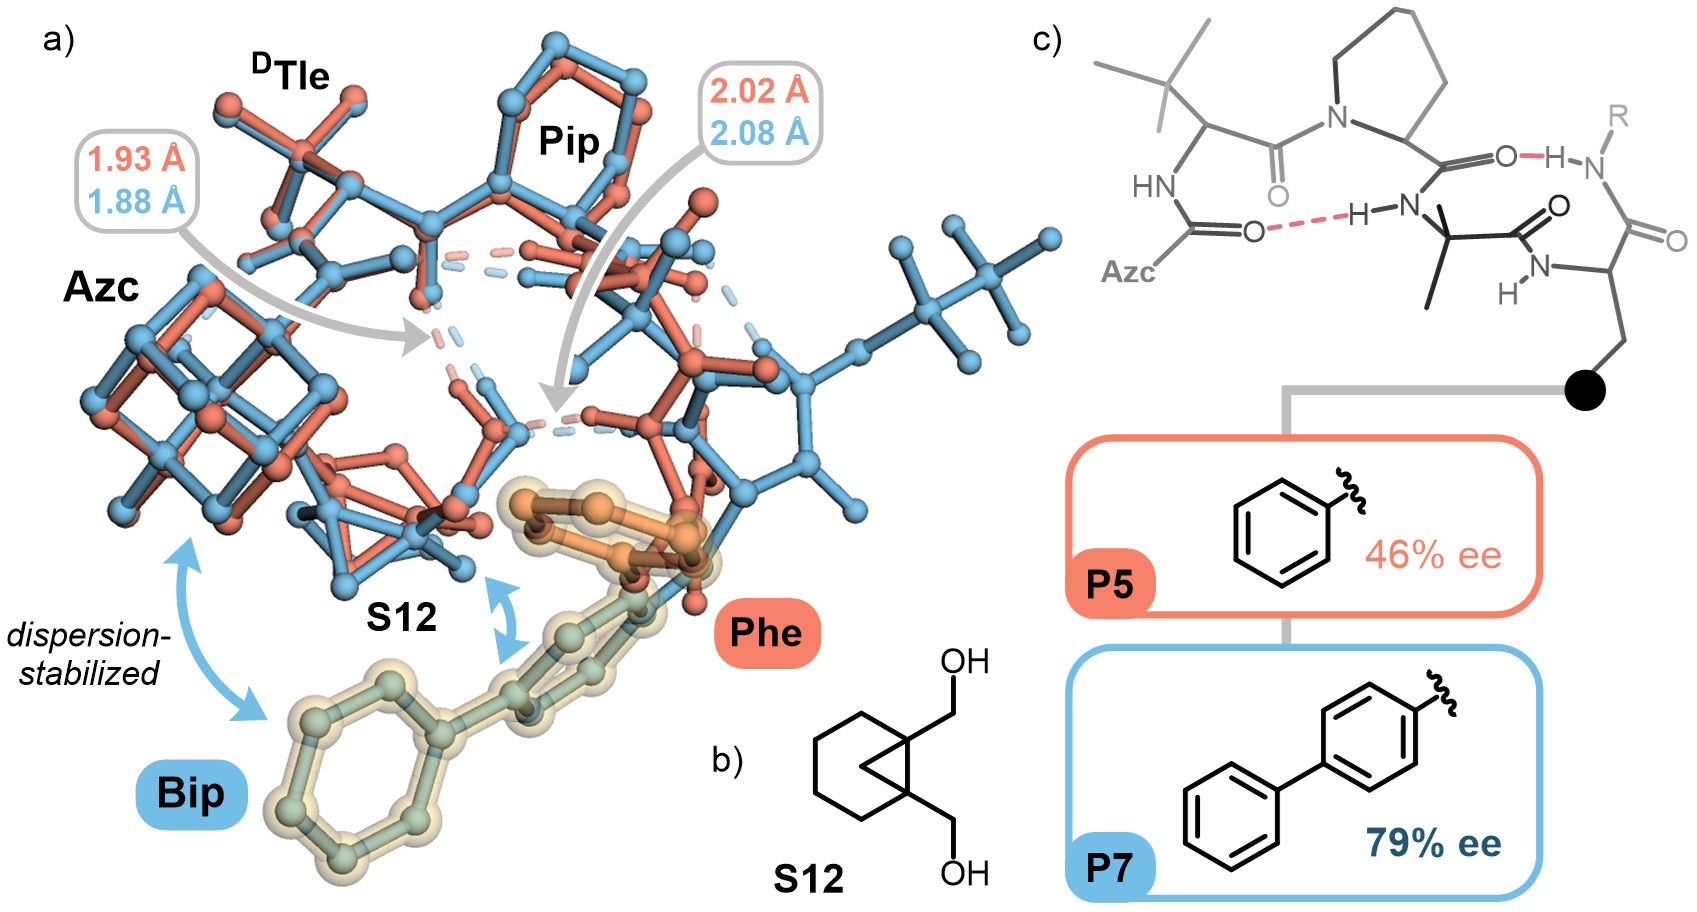 a)
ᴰTle
1.93 Å
1.88 Å
Pip
2.02 Å
2.08 Å
Azc
S12
dispersion-
stabilized
Phe
Bip
b)
OH
OH
S12
c)
R
N
O
H
N
HN
O
H
N
O
O
O
Azc
N
H
P5
46% ee
P7
79% ee